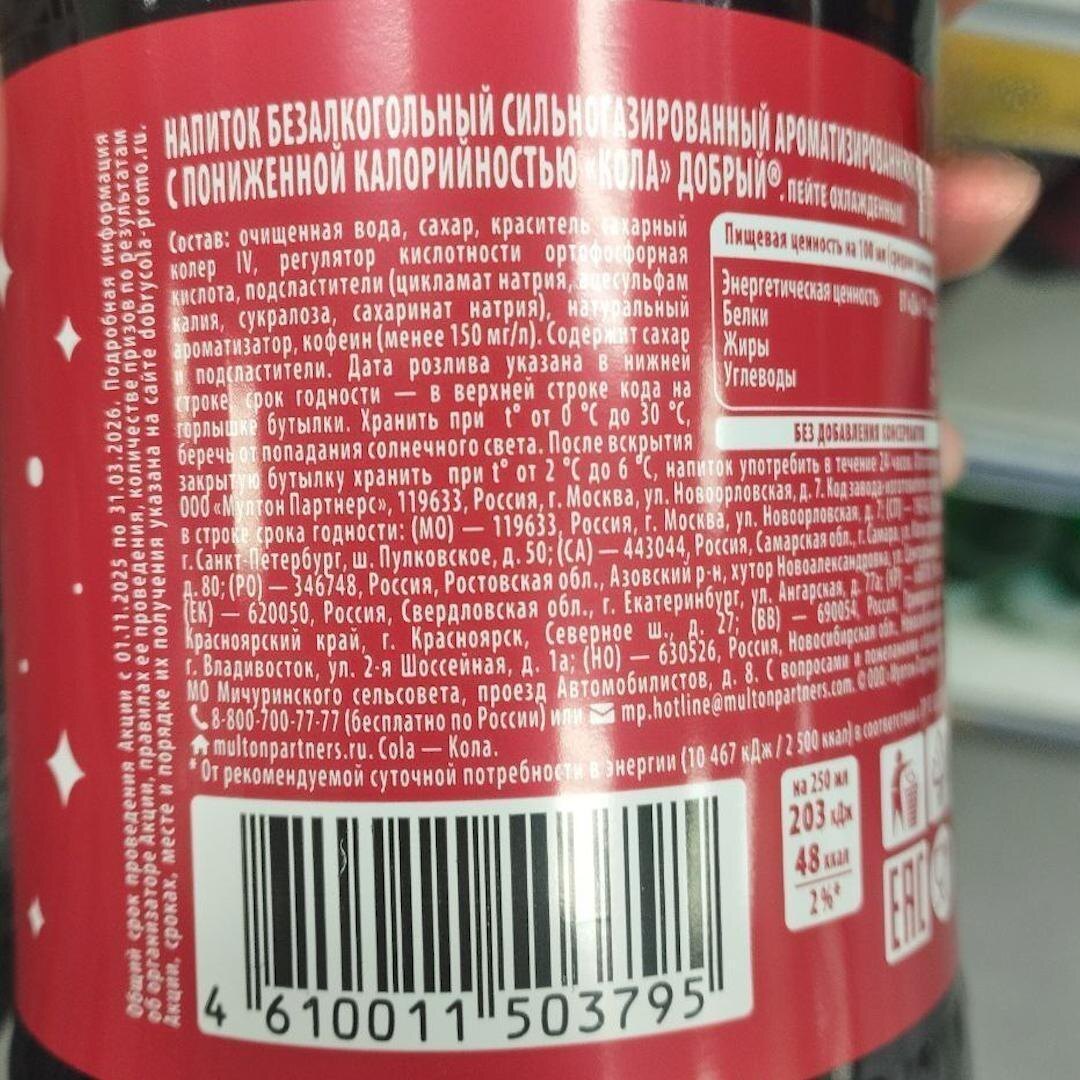 Общий срок проведения Акции с 01.11.2025 по 31.03.2026. Подробная информация
об организаторе Акции, правилах ее проведения, количестве призов по результатам
Акции, сроках, месте и порядке их получения указана на сайте dobrycola-promo.ru.
НАПИТОК БЕЗАЛКОГОЛЬНЫЙ СИЛЬНОГАЗИРОВАННЫЙ АРОМАТИЗИРОВАННЫЙ
С ПОНИЖЕННОЙ КАЛОРИЙНОСТЬЮ «КОЛА» ДОБРЫЙ®. ПЕЙТЕ ОХЛАЖДЕННЫМ
Состав: очищенная вода, сахар, краситель сахарный
колер IV, регулятор кислотности ортофосфорная
кислота, подсластители (цикламат натрия, ацесульфам
калия, сукралоза, сахаринат натрия), натуральный
ароматизатор, кофеин (менее 150 мг/л). Содержит сахар
и подсластители. Дата розлива указана в нижней
строке, срок годности — в верхней строке кода на
горлышке бутылки. Хранить при t° от 0 °C до 30 °C,
беречь от попадания солнечного света. После вскрытия
закрытую бутылку хранить при t° от 2 °C до 6 °C, напиток употребить в течение 24 часов.
ООО «Мултон Партнерс», 119633, Россия, г. Москва, ул. Новоорловская, д. 7. Код завода
в строке срока годности: (МО) — 119633, Россия, г. Москва, ул. Новоорловская, д. 7; (СП) —
г. Санкт-Петербург, ш. Пулковское, д. 50; (СА) — 443044, Россия, Самарская обл., г. Самара,
д. 80; (РО) — 346748, Россия, Ростовская обл., Азовский р-н, хутор Новоалександровка, ул.
(ЕК) — 620050, Россия, Свердловская обл., г. Екатеринбург, ул. Ангарская, д. 77а;
Красноярский край, г. Красноярск, Северное ш., д. 27; (ВВ) — 690054, Россия,
г. Владивосток, ул. 2-я Шоссейная, д. 1а; (НО) — 630526, Россия, Новосибирская обл.,
МО Мичуринского сельсовета, проезд Автомобилистов, д. 8. С вопросами и пожеланиями
8-800-700-77-77 (бесплатно по России) или mp.hotline@multonpartners.com. © ООО
multonpartners.ru. Cola — Кола.
*От рекомендуемой суточной потребности в энергии (10 467 кДж / 2 500 ккал) в соответствии
Пищевая ценность на 100 мл
Энергетическая ценность
Белки
Жиры
Углеводы
БЕЗ ДОБАВЛЕНИЯ КОНСЕРВАНТОВ
на 250 мл
203 кДж
48 ккал
2%*
EAC
4 610011 503795